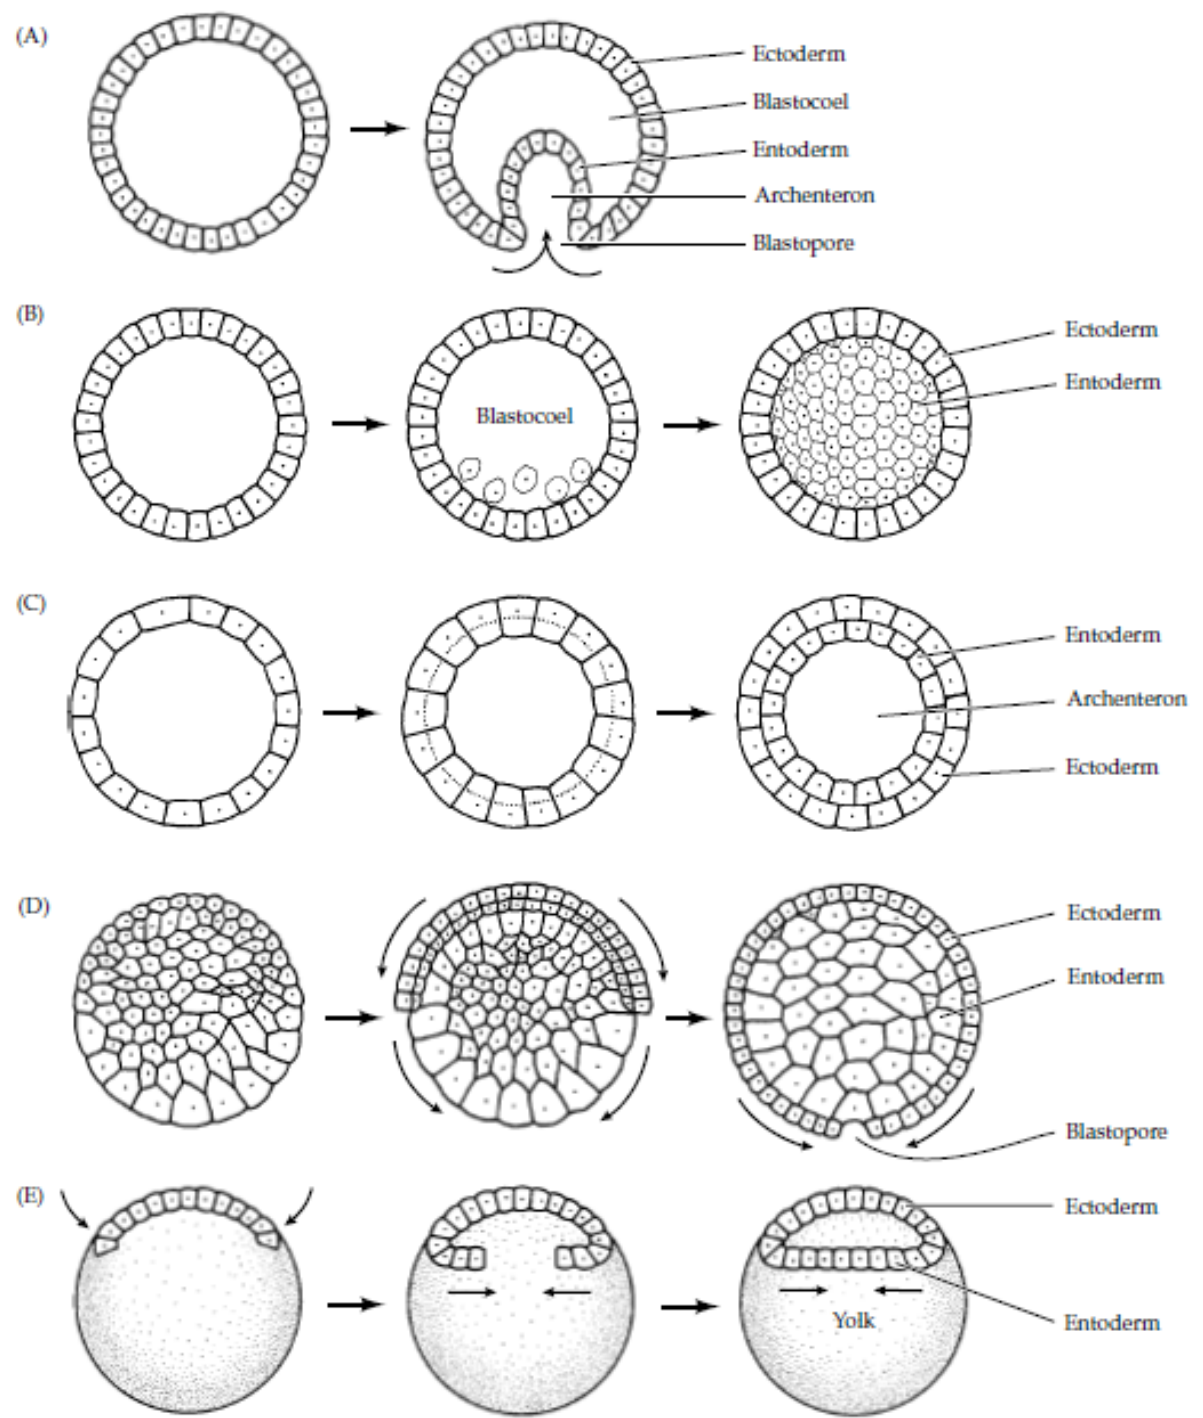 (A)
Ectoderm
Blastocoel
Entoderm
Archenteron
Blastopore
(B)
Blastocoel
Ectoderm
Entoderm
(C)
Entoderm
Archenteron
Ectoderm
(D)
Ectoderm
Entoderm
Blastopore
(E)
Ectoderm
Yolk
Entoderm